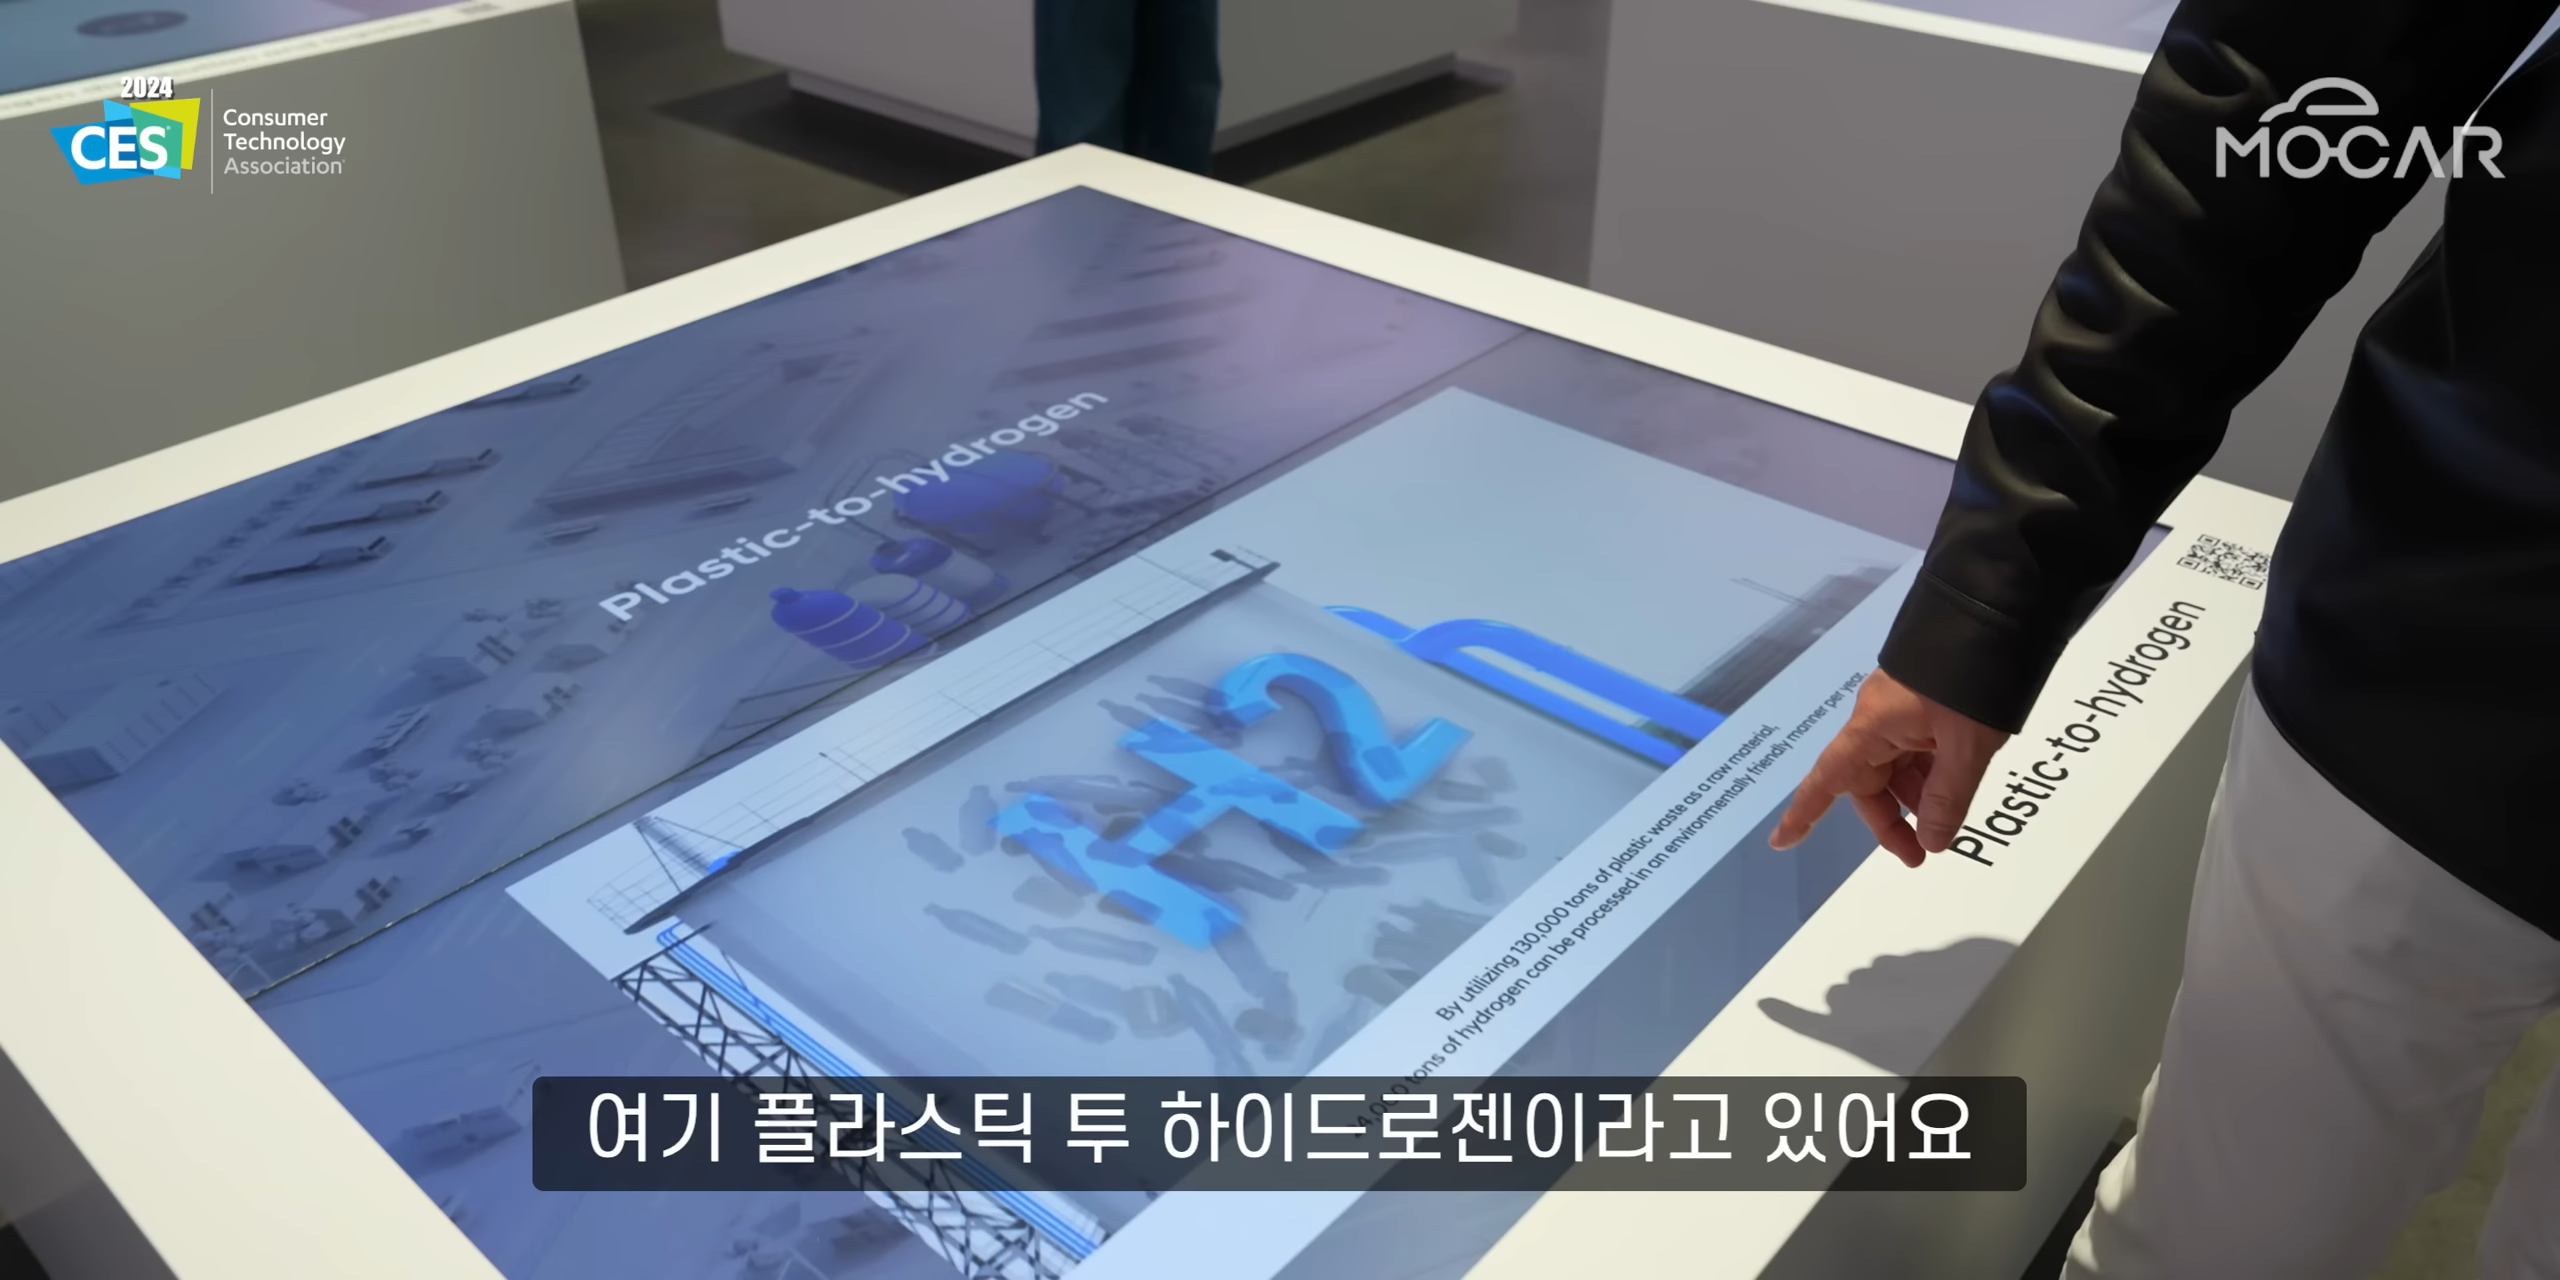 2024
CES
Consumer
Technology
Association
MOCAR
Plastic-to-hydrogen
H2
By utilizing 130,000 tons of plastic waste as a raw material,
tons of hydrogen can be processed in an environmentally friendly manner per year.
Plastic-to-hydrogen
여기 플라스틱 투 하이드로젠이라고 있어요